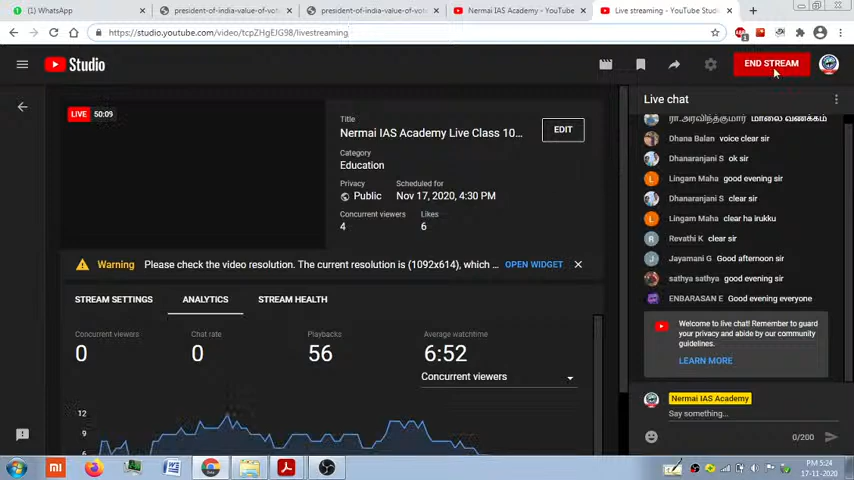 (1) WhatsApp
president-of-india-value-of-vot
president-of-india-value-of-vot
Nermai IAS Academy - YouTube
Live streaming - YouTube Studi
https://studio.youtube.com/video/tcpZHgEJG98/livestreaming
Studio
END STREAM
LIVE 50:09
Title
Nermai IAS Academy Live Class 10...
EDIT
Category
Education
Privacy
Public
Scheduled for
Nov 17, 2020, 4:30 PM
Concurrent viewers
4
Likes
6
Warning Please check the video resolution. The current resolution is (1092x614), which ... OPEN WIDGET
STREAM SETTINGS ANALYTICS STREAM HEALTH
Concurrent viewers
0
Chat rate
0
Playbacks
56
Average watchtime
6:52
Concurrent viewers
12
9
6
Live chat
ரா.அரவிந்த்குமார் மாலை வணக்கம்
Dhana Balan voice clear sir
Dhanaranjani S ok sir
Lingam Maha good evening sir
Dhanaranjani S clear sir
Lingam Maha clear ha irukku
Revathi K clear sir
Jayamani G Good afternoon sir
sathya sathya good evening sir
ENBARASAN E Good evening everyone
Welcome to live chat! Remember to guard
your privacy and abide by our community
guidelines.
LEARN MORE
Nermai IAS Academy
Say something...
0/200
PM 5:24
17-11-2020